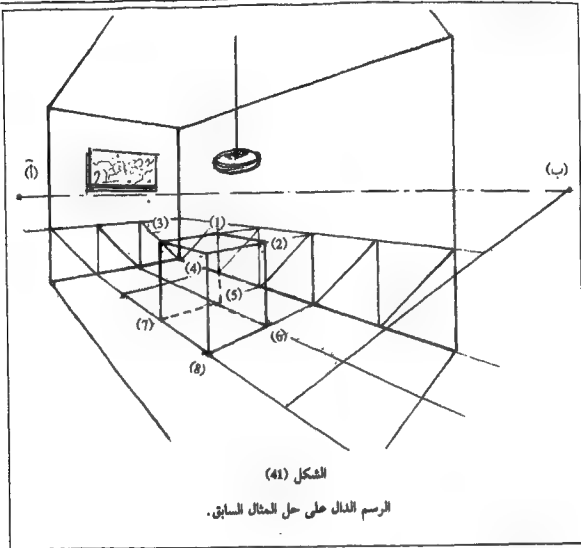 (أ)
(ب)
(3)
(1)
(2)
(4)
(5)
(7)
(6)
(8)
الشكل (41)
الرسم الدال على حل المثال السابق.